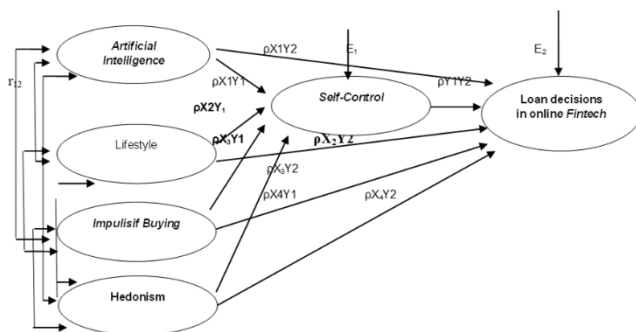 Artificial
Intelligence
r12
ρX1Y2
E1
E2
ρX1Y1
ρY1Y2
ρX2Y1
Self-Control
Loan decisions
in online Fintech
Lifestyle
ρX3Y1
ρX2Y2
ρX3Y2
ρX4Y1
ρX4Y2
Impulisif Buying
Hedonism